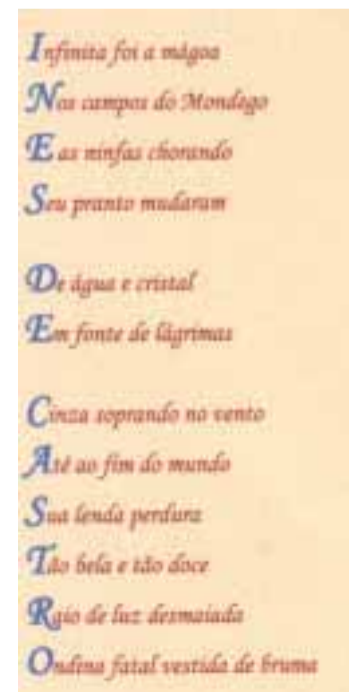 Infinita foi a mágoa
Nos campos do Mondego
E as ninfas chorando
Seu pranto mudaram
De água e cristal
Em fonte de lágrimas
Cinza soprando no vento
Até ao fim do mundo
Sua lenda perdura
Tão bela e tão doce
Raio de luz desmaiada
Ondina fatal vestida de bruma